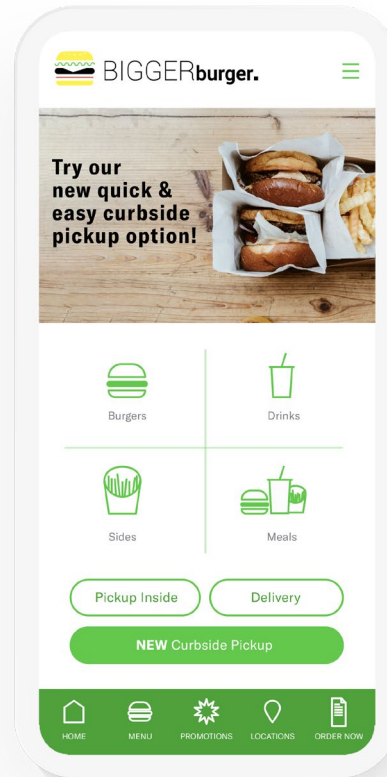 BIGGERburger.
Try our
new quick &
easy curbside
pickup option!
Burgers
Drinks
Sides
Meals
Pickup Inside
Delivery
NEW Curbside Pickup
HOME
MENU
PROMOTIONS
LOCATIONS
ORDER NOW